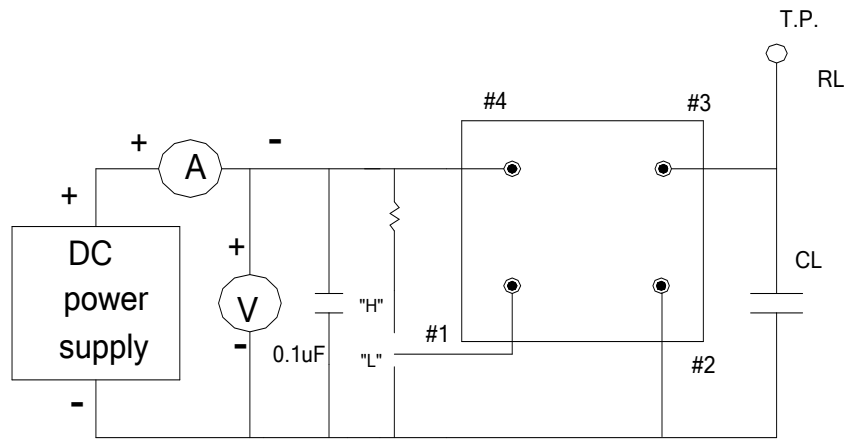 T.P.
RL
#4
#3
+
-
A
+
DC
power
supply
+
V
-
0.1uF
"H"
"L"
#1
CL
#2
-